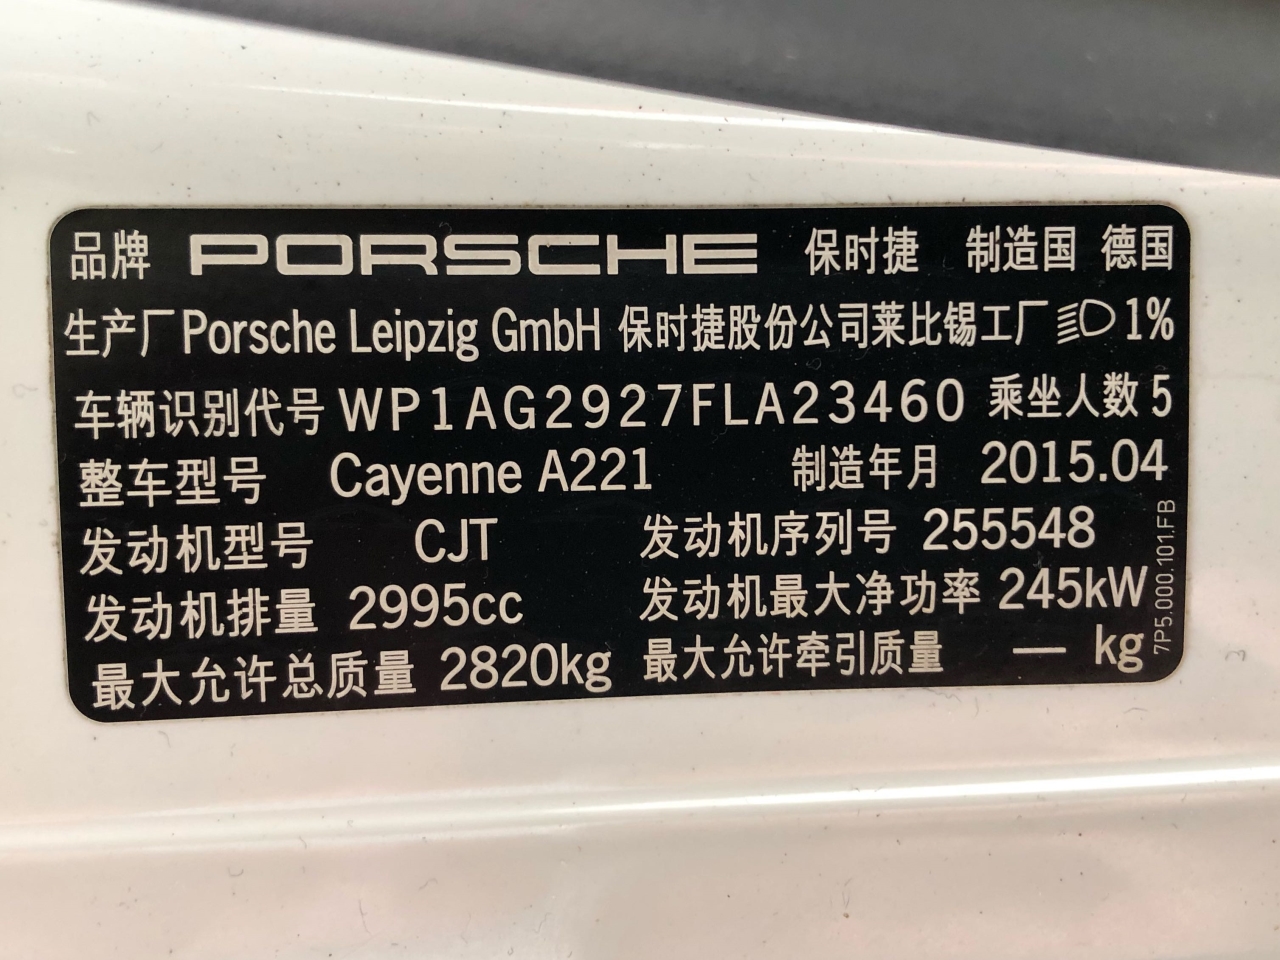 品牌 PORSCHE 保时捷 制造国 德国
生产厂 Porsche Leipzig GmbH 保时捷股份公司莱比锡工厂 1%
车辆识别代号 WP1AG2927FLA23460 乘坐人数 5
整车型号 Cayenne A221 制造年月 2015.04
发动机型号 CJT 发动机序列号 255548
发动机排量 2995cc 发动机最大净功率 245kW
最大允许总质量 2820kg 最大允许牵引质量 — kg
7P5.000.101.FB